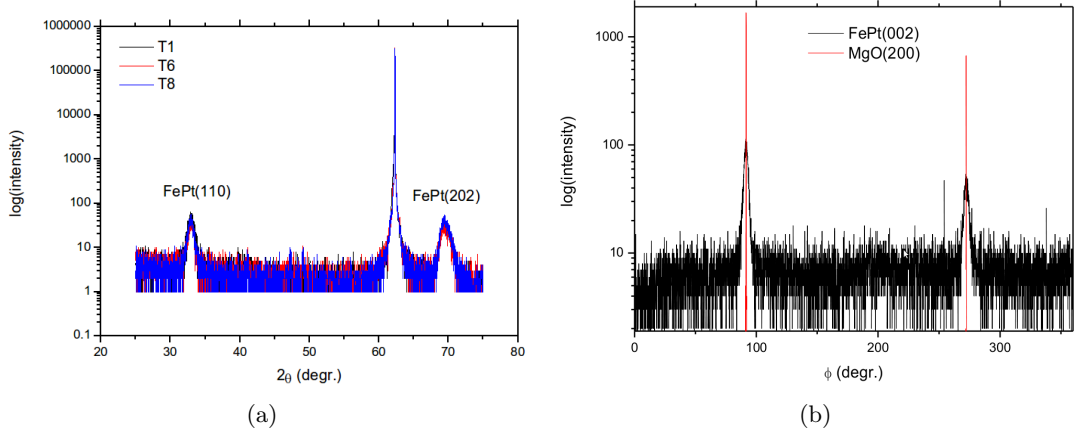 1000000
100000
10000
1000
100
10
1
0.1
log(intensity)
T1
T6
T8
FePt(110)
FePt(202)
20 30 40 50 60 70 80
2θ (degr.)
(a)
1000
100
10
log(intensity)
FePt(002)
MgO(200)
0 100 200 300
ϕ (degr.)
(b)